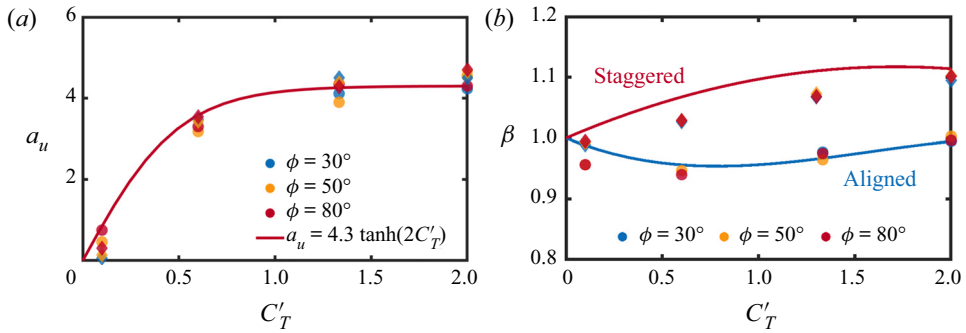 (a)
6
4
2
0
a_u
0.5
1.0
1.5
2.0
C′_T
ϕ = 30°
ϕ = 50°
ϕ = 80°
a_u = 4.3 tanh(2C′_T)
(b)
1.2
1.1
1.0
0.9
0.8
β
0
0.5
1.0
1.5
2.0
C′_T
Staggered
Aligned
ϕ = 30° ϕ = 50° ϕ = 80°